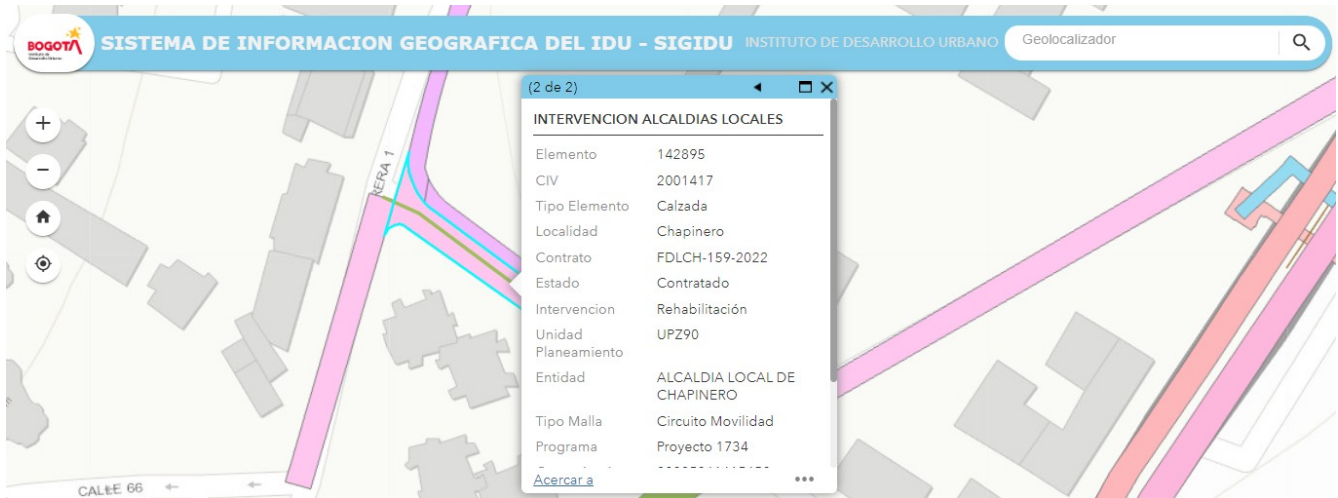 BOGOTÁ
SISTEMA DE INFORMACION GEOGRAFICA DEL IDU - SIGIDU INSTITUTO DE DESARROLLO URBANO
Geolocalizador
(2 de 2)
INTERVENCION ALCALDIAS LOCALES
Elemento 142895
CIV 2001417
Tipo Elemento Calzada
Localidad Chapinero
Contrato FDLCH-159-2022
Estado Contratado
Intervencion Rehabilitación
Unidad Planeamiento UPZ90
Entidad ALCALDIA LOCAL DE
CHAPINERO
Tipo Malla Circuito Movilidad
Programa Proyecto 1734
Acercar a
RERA 1
CALLE 66